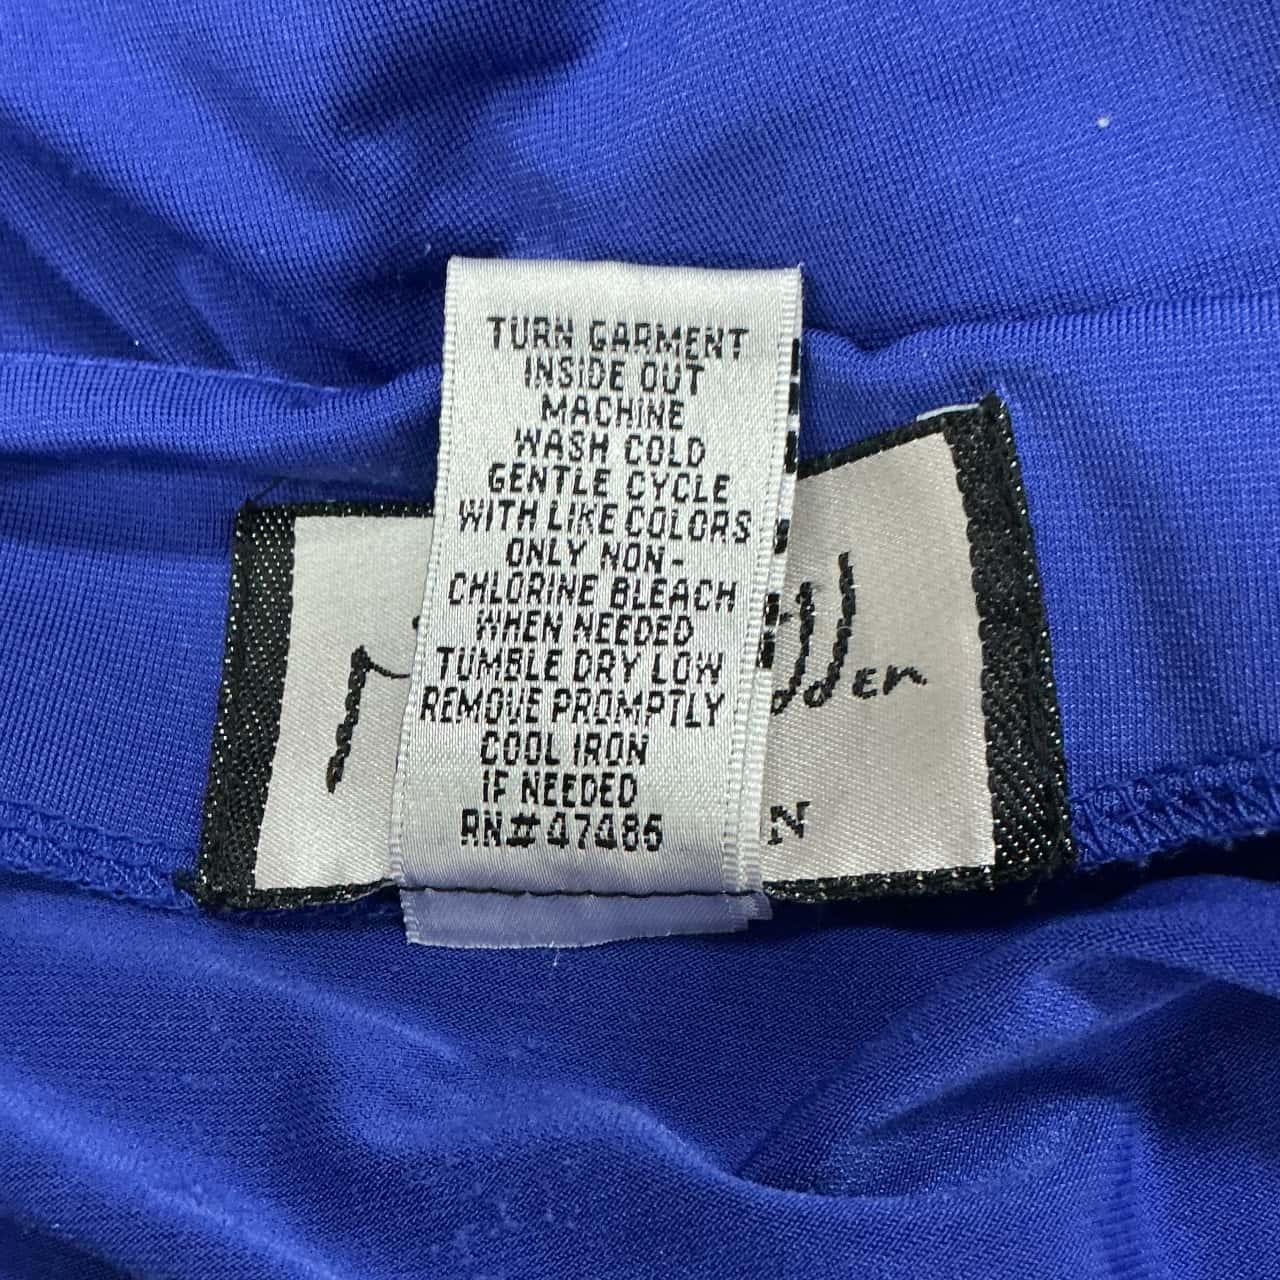 TURN GARMENT
INSIDE OUT
MACHINE
WASH COLD
GENTLE CYCLE
WITH LIKE COLORS
ONLY NON-
CHLORINE BLEACH
WHEN NEEDED
TUMBLE DRY LOW
REMOVE PROMPTLY
COOL IRON
IF NEEDED
RN#47486
N